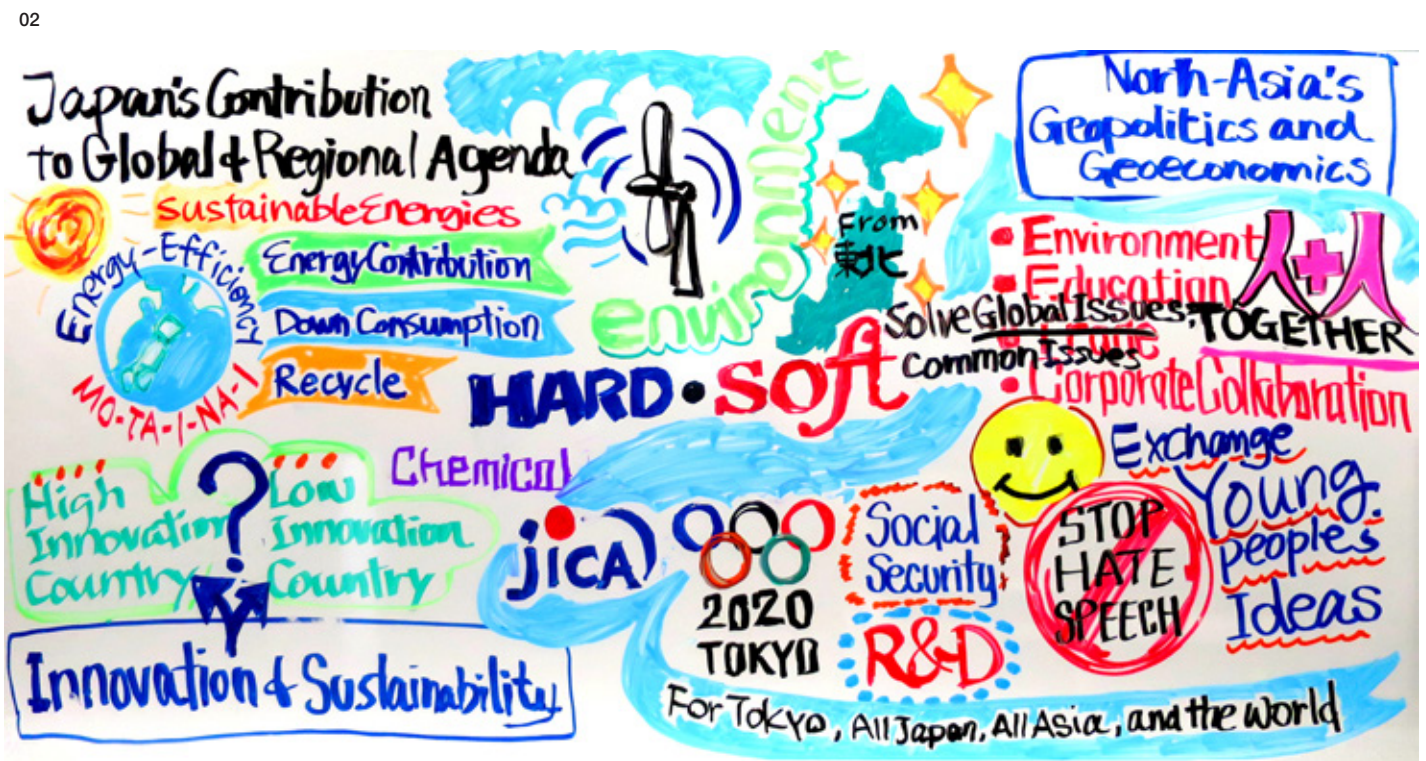 02
Japan's Contribution
to Global & Regional Agenda
Sustainable Energies
Energy-Efficiency
Energy Contribution
Down Consumption
Recycle
MO-TA-I-NA-I
environment
From
東北
HARD・Soft
North-Asia's
Geopolitics and
Geoeconomics
• Environment
• Education
Solve Global Issues,
Common Issues
TOGETHER
• Corporate Collaboration
Chemical
High
Innovation
Country
?
Low
Innovation
Country
Innovation & Sustainability
jICA
2020
TOKYO
Social
Security
R&D
STOP
HATE
SPEECH
Exchange
Young
people's
Ideas
For Tokyo, All Japan, All Asia, and the world